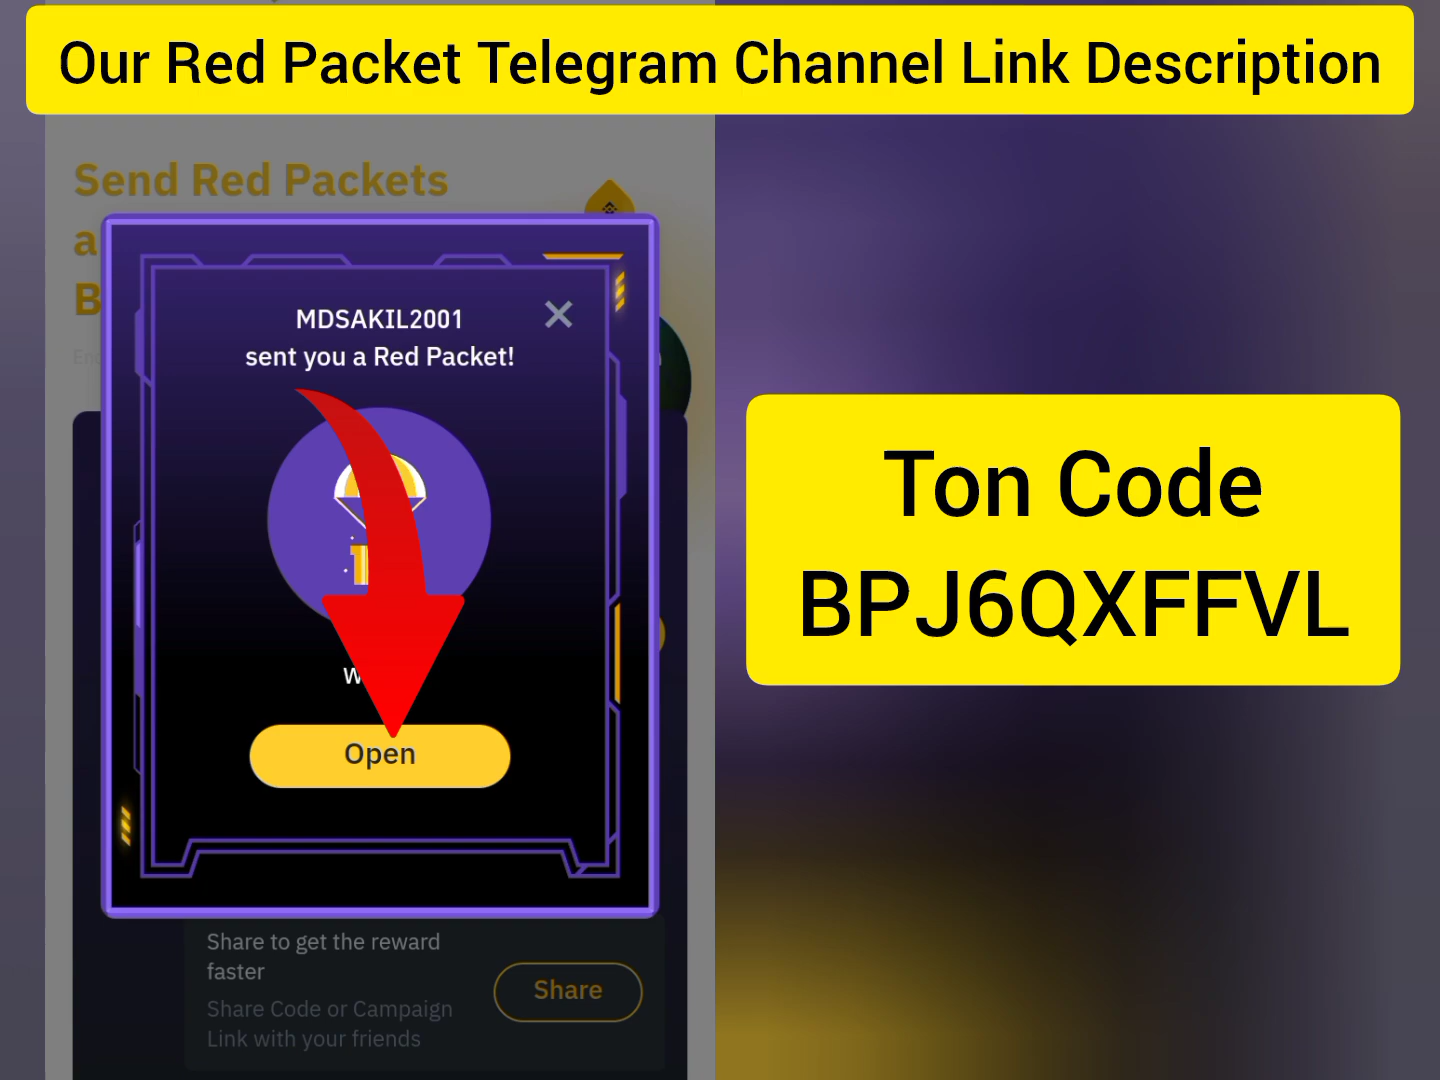 Our Red Packet Telegram Channel Link Description
Send Red Packets
a
B
MDSAKIL2001
sent you a Red Packet!
Open
Ton Code
BPJ6QXFFVL
Share to get the reward
faster
Share
Share Code or Campaign
Link with your friends